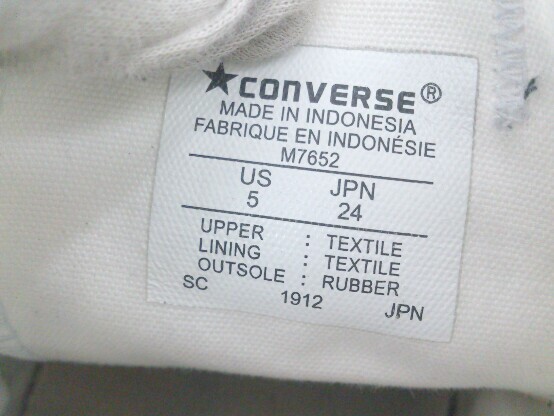 ★CONVERSE®
MADE IN INDONESIA
FABRIQUE EN INDONÉSIE
M7652
US JPN
5 24
UPPER : TEXTILE
LINING : TEXTILE
OUTSOLE : RUBBER
SC 1912 JPN